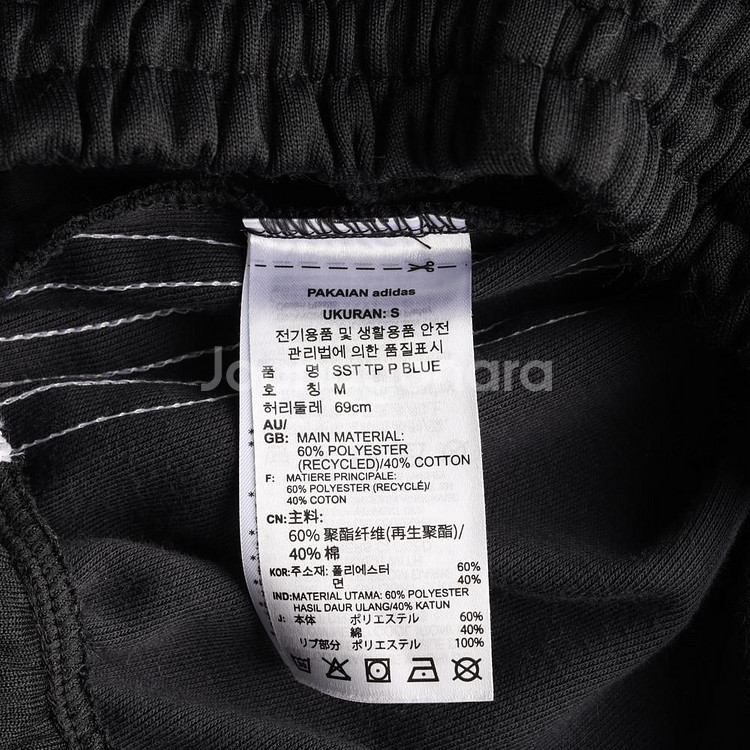 PAKAIAN adidas
UKURAN: S
전기용품 및 생활용품 안전
관리법에 의한 품질표시
품 명 SST TP P BLUE
호 칭 M
허리둘레 69cm
AU/
GB: MAIN MATERIAL:
60% POLYESTER
(RECYCLED)/40% COTTON
F: MATIERE PRINCIPALE:
60% POLYESTER (RECYCLÉ)/
40% COTON
CN:主料:
60% 聚酯纤维(再生聚酯)/
40% 棉
KOR:주소재: 폴리에스터 60%
면 40%
IND:MATERIAL UTAMA: 60% POLYESTER
HASIL DAUR ULANG/40% KATUN
J: 本体 ポリエステル 60%
綿 40%
リブ部分 ポリエステル 100%